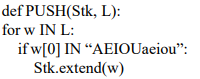 def PUSH(Stk, L):
for w IN L:
if w[0] IN “AEIOUaeiou”:
Stk.extend(w)